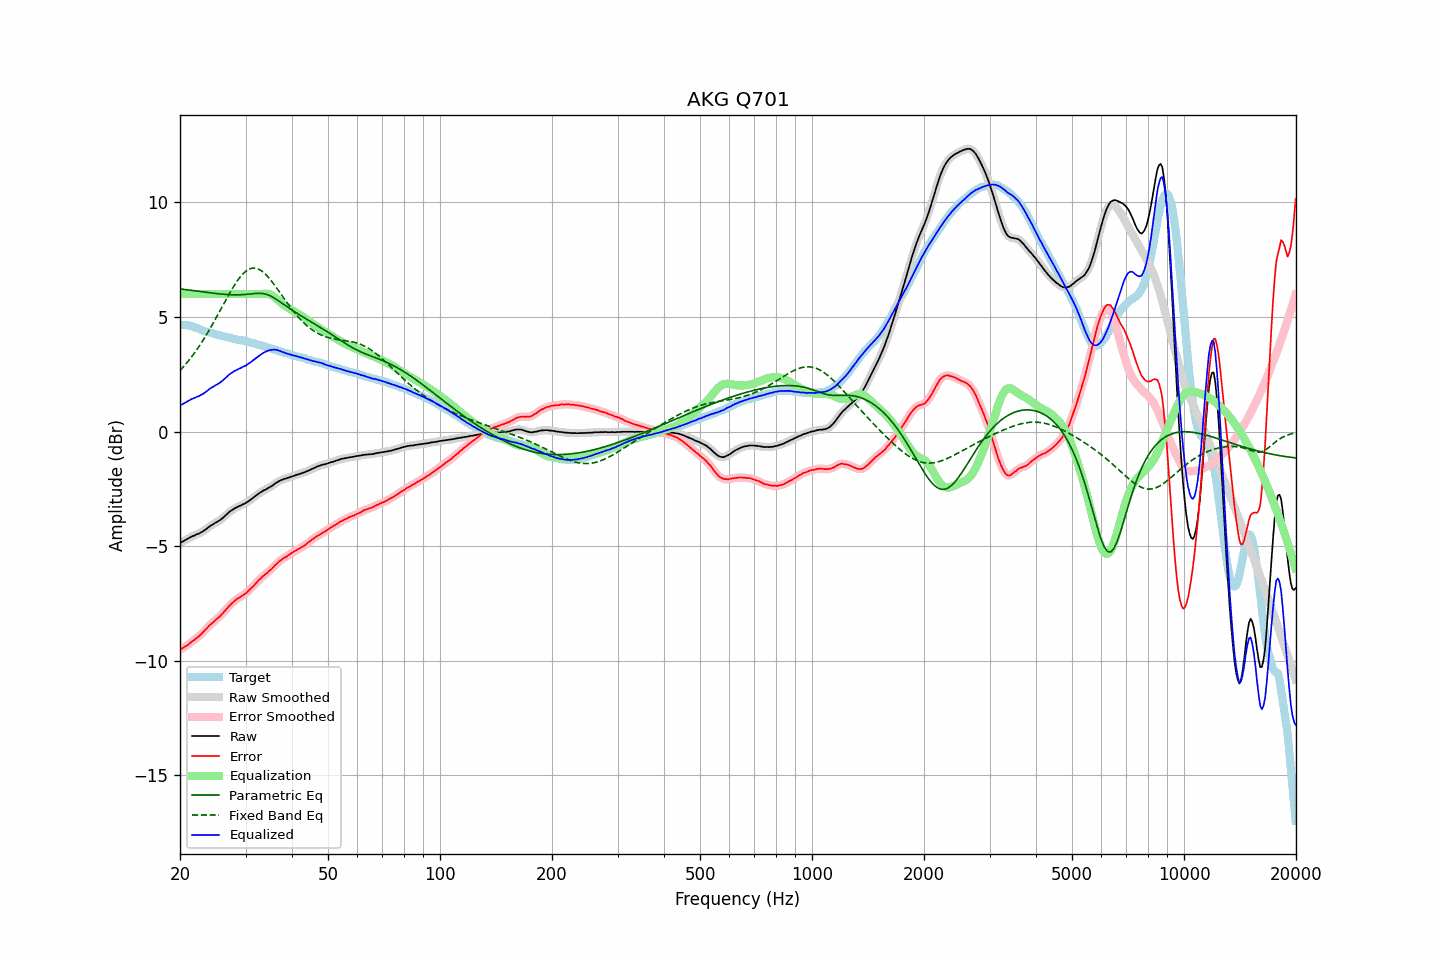 AKG Q701
Amplitude (dBr)
10
5
0
−5
−10
−15
Target
Raw Smoothed
Error Smoothed
Raw
Error
Equalization
Parametric Eq
Fixed Band Eq
Equalized
20 50 100 200 500 1000 2000 5000 10000 20000
Frequency (Hz)